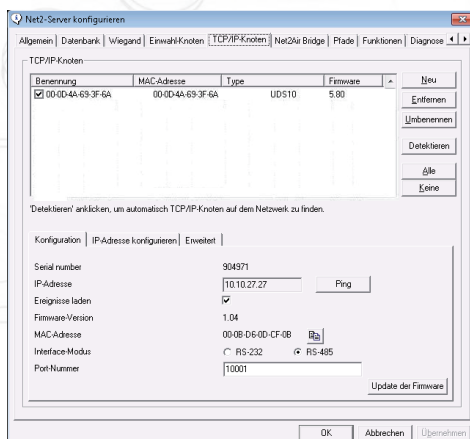 Net2-Server konfigurieren
Allgemein Datenbank Wiegand Einwahl-Knoten TCP/IP-Knoten Net2Air Bridge Pfade Funktionen Diagnose
TCP/IP-Knoten
Benennung MAC-Adresse Type Firmware
00-0D-4A-69-3F-6A 00-0D-4A-69-3F-6A UDS10 5.80
Neu
Entfernen
Umbenennen
Detektieren
Alle
Keine
'Detektieren' anklicken, um automatisch TCP/IP-Knoten auf dem Netzwerk zu finden.
Konfiguration IP-Adresse konfigurieren Erweitert
Serial number 904971
IP-Adresse 10.10.27.27 Ping
Ereignisse laden
Firmware-Version 1.04
MAC-Adresse 00-0B-D6-0D-CF-0B
Interface-Modus RS-232 RS-485
Port-Nummer 10001
Update der Firmware
OK Abbrechen Übernehmen